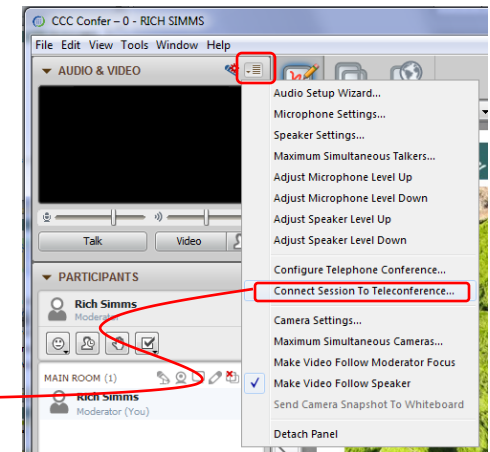 CCC Confer – 0 - RICH SIMMS
File Edit View Tools Window Help
AUDIO & VIDEO
Talk
Video
PARTICIPANTS
Rich Simms
Moderator
MAIN ROOM (1)
Rich Simms
Moderator (You)
Audio Setup Wizard...
Microphone Settings...
Speaker Settings...
Maximum Simultaneous Talkers...
Adjust Microphone Level Up
Adjust Microphone Level Down
Adjust Speaker Level Up
Adjust Speaker Level Down
Configure Telephone Conference...
Connect Session To Teleconference...
Camera Settings...
Maximum Simultaneous Cameras...
Make Video Follow Moderator Focus
Make Video Follow Speaker
Send Camera Snapshot To Whiteboard
Detach Panel